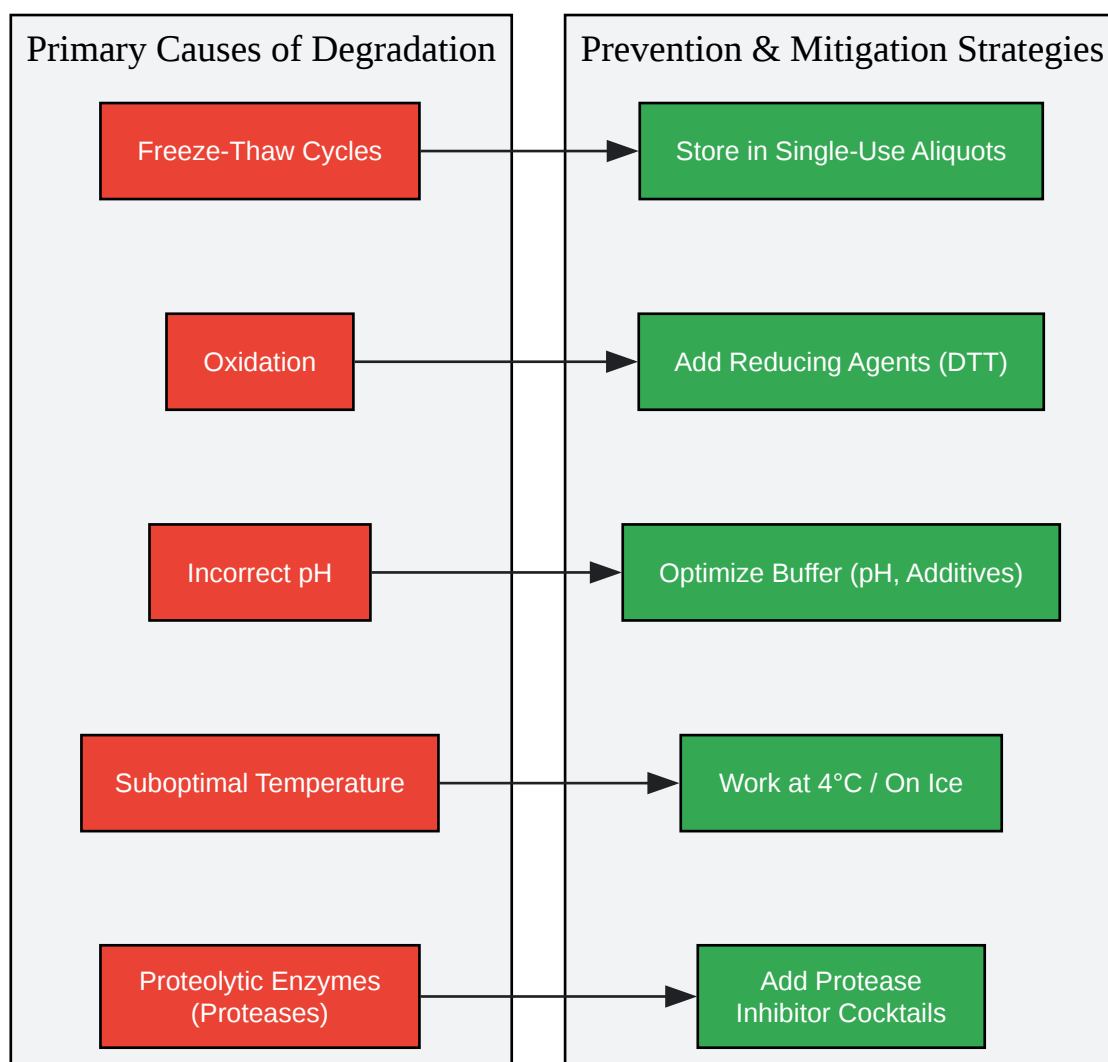 Primary Causes of Degradation
Prevention & Mitigation Strategies
Freeze-Thaw Cycles
Store in Single-Use Aliquots
Oxidation
Add Reducing Agents (DTT)
Incorrect pH
Optimize Buffer (pH, Additives)
Suboptimal Temperature
Work at 4°C / On Ice
Proteolytic Enzymes
(Proteases)
Add Protease
Inhibitor Cocktails